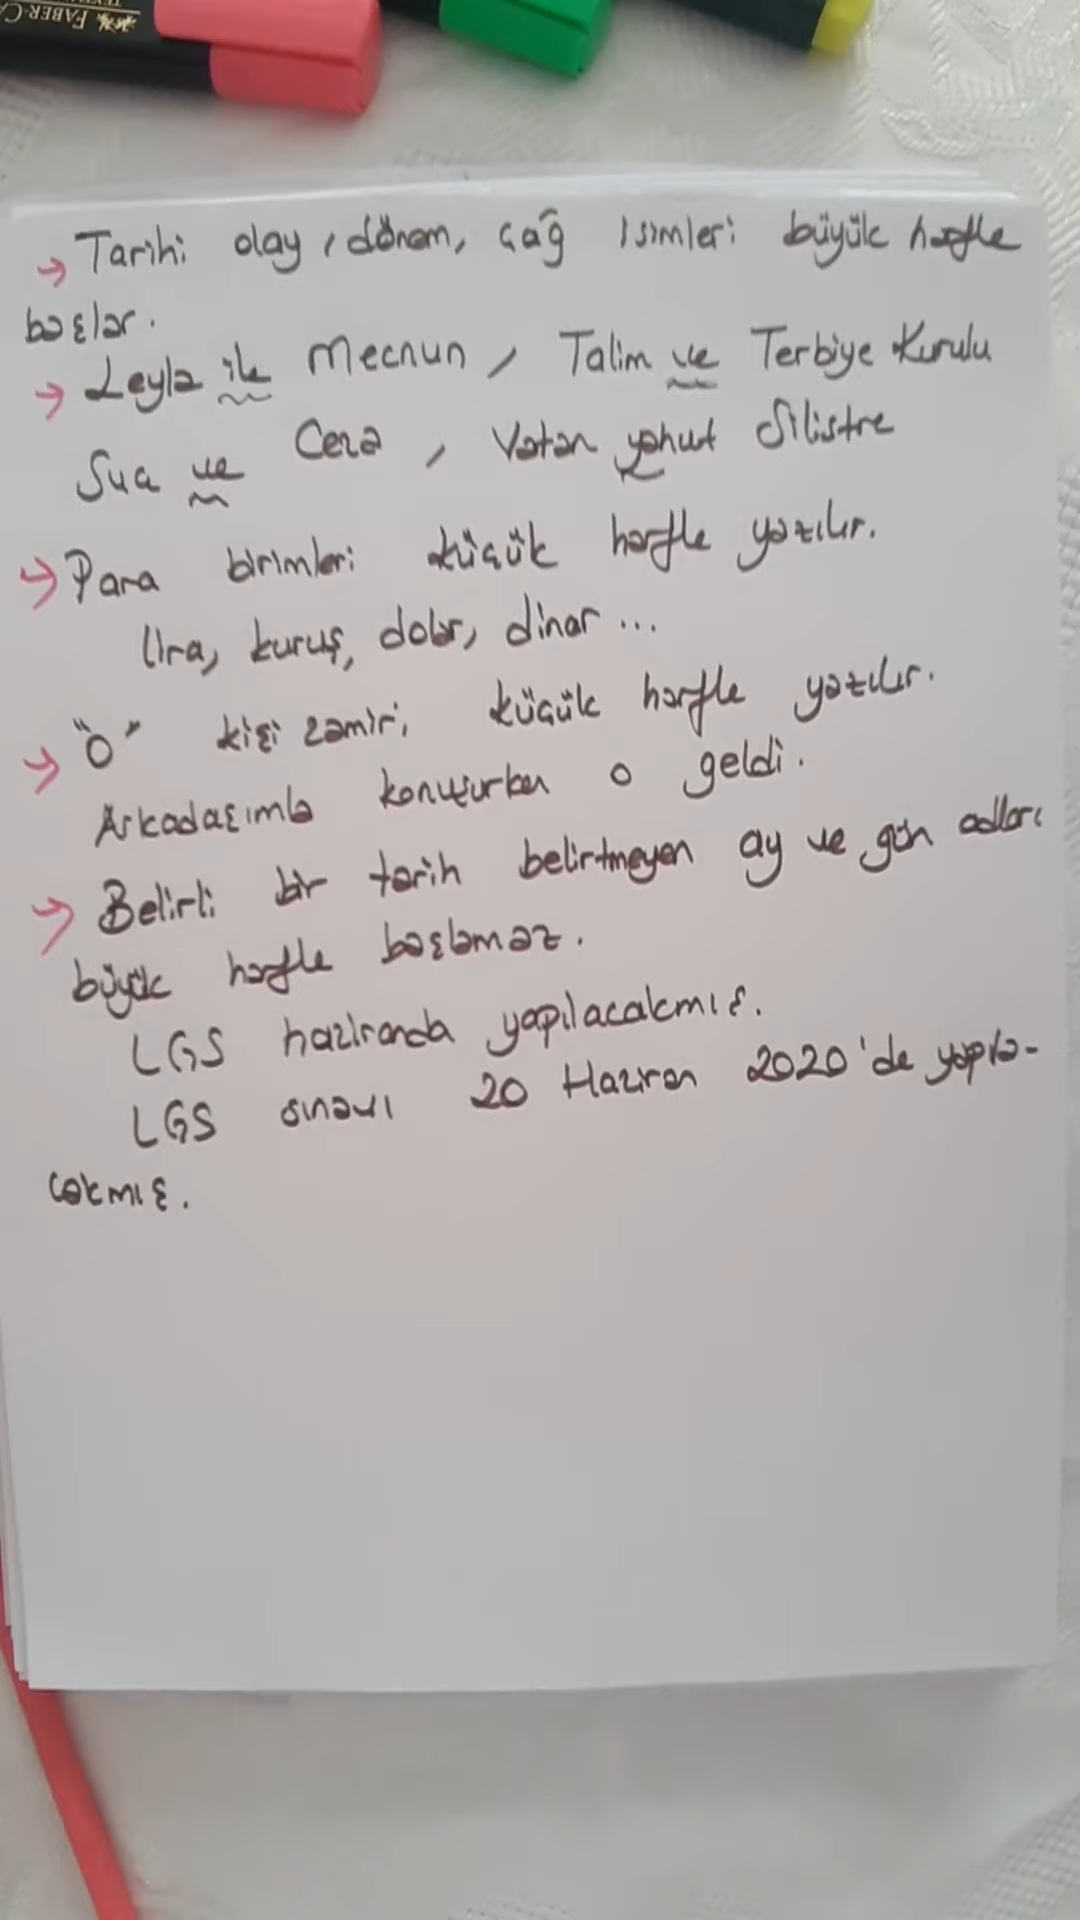 FABER-CA
→ Tarihi olay, dönem, çağ isimleri büyük harfle
başlar.
→ Leyla ile Mecnun, Talim ve Terbiye Kurulu
Suç ve Ceza, Vatan yahut Silistre
→ Para birimleri küçük harfle yazılır.
lira, kuruş, dolar, dinar...
→ "O" kişi zamiri, küçük harfle yazılır.
Arkadaşımla konuşurken o geldi.
→ Belirli bir tarih belirtmeyen ay ve gün adları
büyük harfle başlamaz.
LGS haziranda yapılacakmış.
LGS sınavı 20 Haziran 2020'de yapıla-
cakmış.